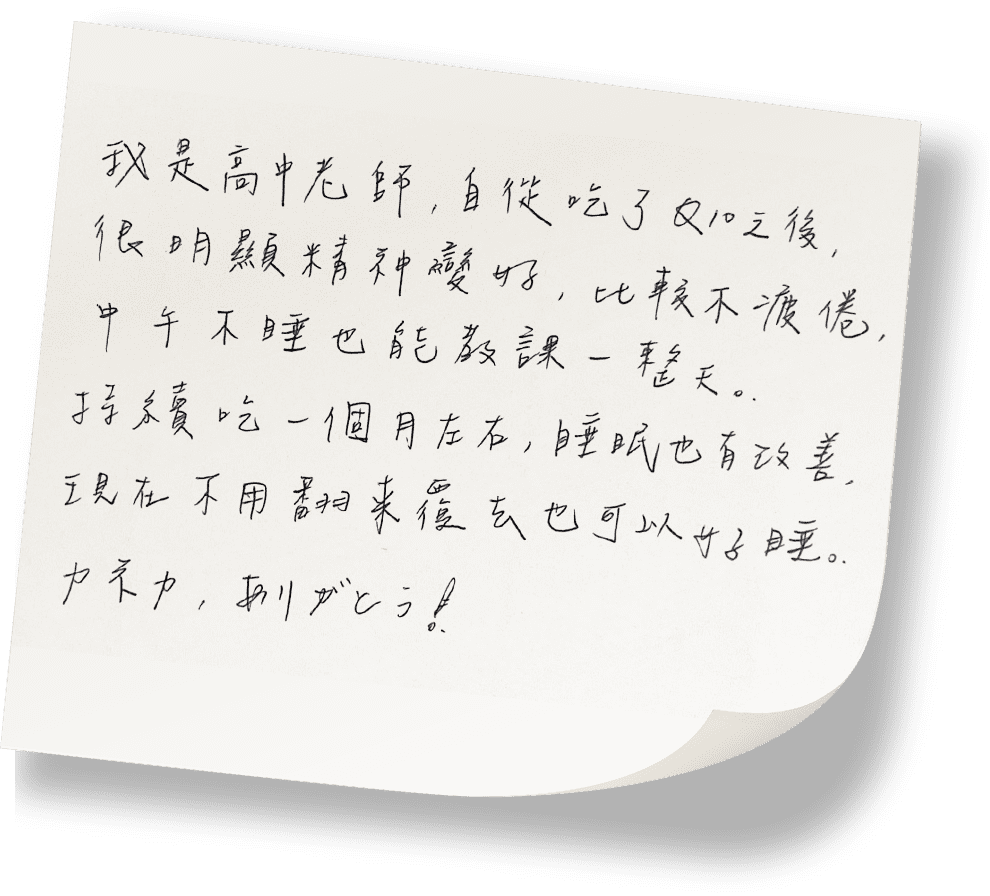 我是高中老師,自從吃了Q10之後,
很明顯精神變好,比較不疲倦,
中午不睡也能教課一整天。
持續吃一個月左右,睡眠也有改善,
現在不用翻來覆去也可以好睡。
カネカ,ありがとう!